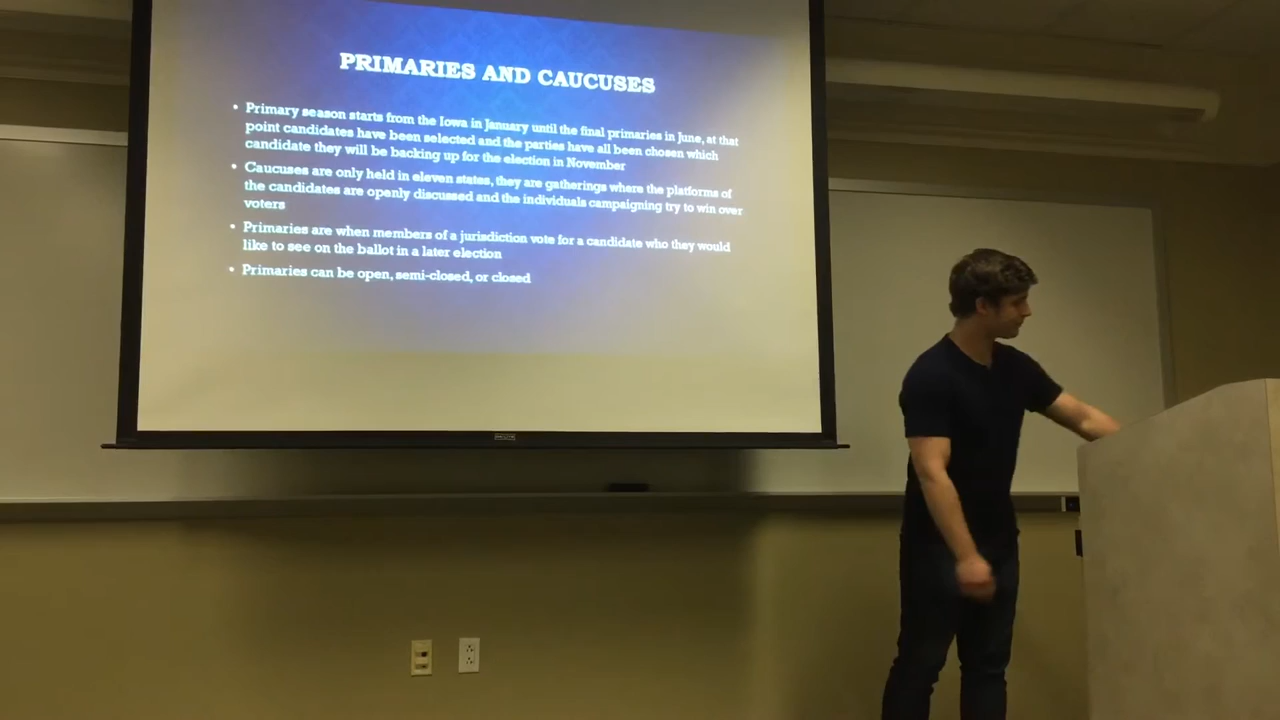 PRIMARIES AND CAUCUSES
• Primary season starts from the Iowa in January until the final primaries in June, at that
point candidates have been selected and the parties have all been chosen which
candidate they will be backing up for the election in November
• Caucuses are only held in eleven states, they are gatherings where the platforms of
the candidates are openly discussed and the individuals campaigning try to win over
voters
• Primaries are when members of a jurisdiction vote for a candidate who they would
like to see on the ballot in a later election
• Primaries can be open, semi-closed, or closed